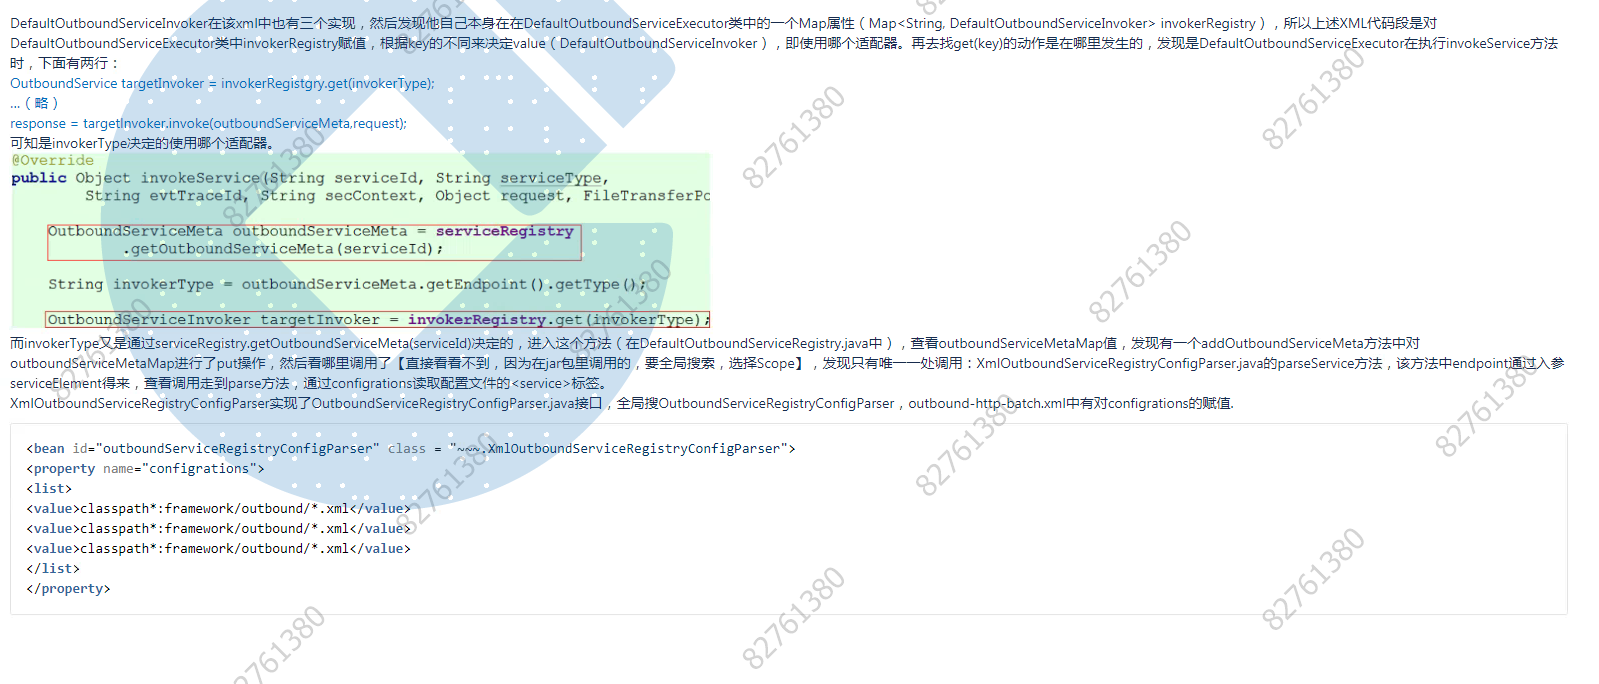 DefaultOutboundServiceInvoker在该xml中也有三个实现，然后发现他自己本身在在DefaultOutboundServiceExecutor类中的一个Map属性（Map<String, DefaultOutboundServiceInvoker> invokerRegistry），所以上述XML代码段是对
DefaultOutboundServiceExecutor类中invokerRegistry赋值，根据key的不同来决定value（DefaultOutboundServiceInvoker），即使用哪个适配器。再去找get(key)的动作是在哪里发生的，发现是DefaultOutboundServiceExecutor在执行invokeService方法
时，下面有两行：
OutboundService targetInvoker = invokerRegistgry.get(invokerType);
...（略）
response = targetInvoker.invoke(outboundServiceMeta,request);
可知是invokerType决定的使用哪个适配器。
@Override
public Object invokeService(String serviceId, String serviceType,
String evtTraceId, String secContext, Object request, FileTransferPo
OutboundServiceMeta outboundServiceMeta = serviceRegistry
.getOutboundServiceMeta(serviceId);
String invokerType = outboundServiceMeta.getEndpoint().getType();
OutboundServiceInvoker targetInvoker = invokerRegistry.get(invokerType);
而invokerType又是通过serviceRegistry.getOutboundServiceMeta(serviceId)决定的，进入这个方法（在DefaultOutboundServiceRegistry.java中），查看outboundServiceMetaMap值，发现有一个addOutboundServiceMeta方法中对
outboundServiceMetaMap进行了put操作，然后看哪里调用了【直接看看不到，因为在jar包里调用的，要全局搜索，选择Scope】，发现只有唯一一处调用：XmlOutboundServiceRegistryConfigParser.java的parseService方法，该方法中endpoint通过入参
serviceElement得来，查看调用走到parse方法，通过configrations读取配置文件的<service>标签。
XmlOutboundServiceRegistryConfigParser实现了OutboundServiceRegistryConfigParser.java接口，全局搜OutboundServiceRegistryConfigParser，outbound-http-batch.xml中有对configrations的赋值.
<bean id="outboundServiceRegistryConfigParser" class = "~~~.XmlOutboundServiceRegistryConfigParser">
<property name="configrations">
<list>
<value>classpath*:framework/outbound/*.xml</value>
<value>classpath*:framework/outbound/*.xml</value>
<value>classpath*:framework/outbound/*.xml</value>
</list>
</property>
82761380
82761380
82761380
82761380
82761380
82761380
82761380
82761380
82761380
82761380
82761380
82761380